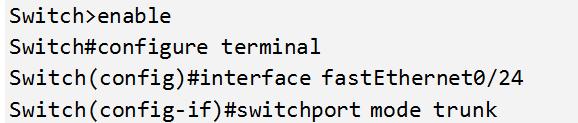 Switch>enable
Switch#configure terminal
Switch(config)#interface fastEthernet0/24
Switch(config-if)#switchport mode trunk